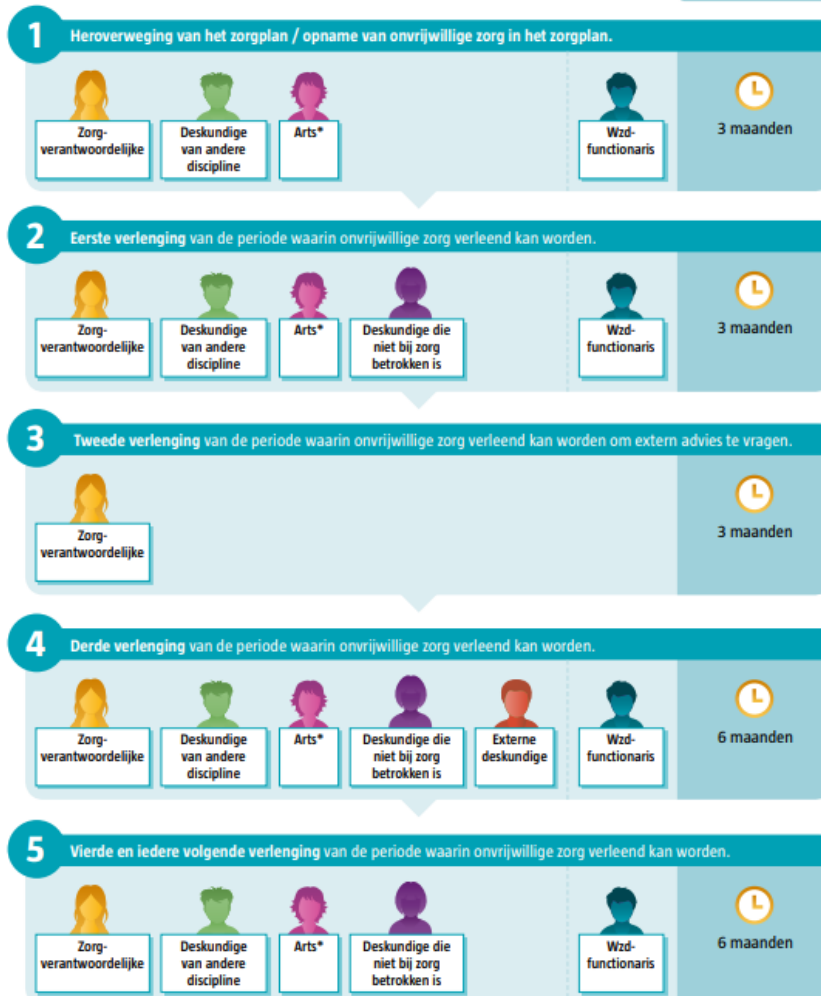 1
Heroverweging van het zorgplan / opname van onvrijwillige zorg in het zorgplan.
Zorg-
verantwoordelijke
Deskundige
van andere
discipline
Arts*
Wzd-
functionaris
3 maanden
2
Eerste verlenging van de periode waarin onvrijwillige zorg verleend kan worden.
Zorg-
verantwoordelijke
Deskundige
van andere
discipline
Arts*
Deskundige die
niet bij zorg
betrokken is
Wzd-
functionaris
3 maanden
3
Tweede verlenging van de periode waarin onvrijwillige zorg verleend kan worden om extern advies te vragen.
Zorg-
verantwoordelijke
3 maanden
4
Derde verlenging van de periode waarin onvrijwillige zorg verleend kan worden.
Zorg-
verantwoordelijke
Deskundige
van andere
discipline
Arts*
Deskundige die
niet bij zorg
betrokken is
Externe
deskundige
Wzd-
functionaris
6 maanden
5
Vierde en iedere volgende verlenging van de periode waarin onvrijwillige zorg verleend kan worden.
Zorg-
verantwoordelijke
Deskundige
van andere
discipline
Arts*
Deskundige die
niet bij zorg
betrokken is
Wzd-
functionaris
6 maanden